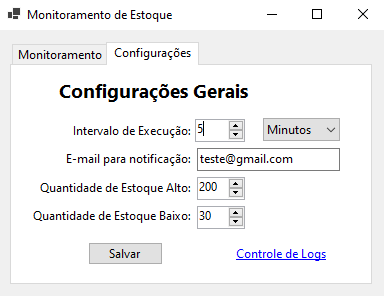 Monitoramento de Estoque
Monitoramento Configurações
Configurações Gerais
Intervalo de Execução: 5 Minutos
E-mail para notificação: teste@gmail.com
Quantidade de Estoque Alto: 200
Quantidade de Estoque Baixo: 30
Salvar Controle de Logs